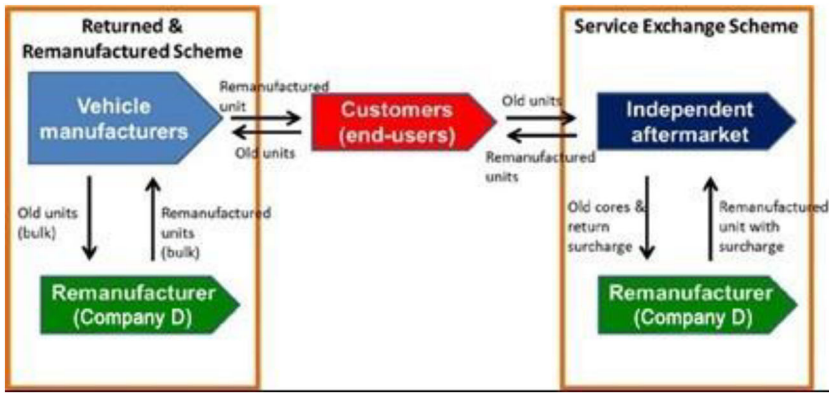 Returned &
Remanufactured Scheme
Service Exchange Scheme
Vehicle
manufacturers
Remanufactured
unit
Old units
Customers
(end-users)
Old units
Remanufactured
units
Independent
aftermarket
Old units
(bulk)
Remanufactured
units
(bulk)
Old cores &
return
surcharge
Remanufactured
unit with
surcharge
Remanufacturer
(Company D)
Remanufacturer
(Company D)